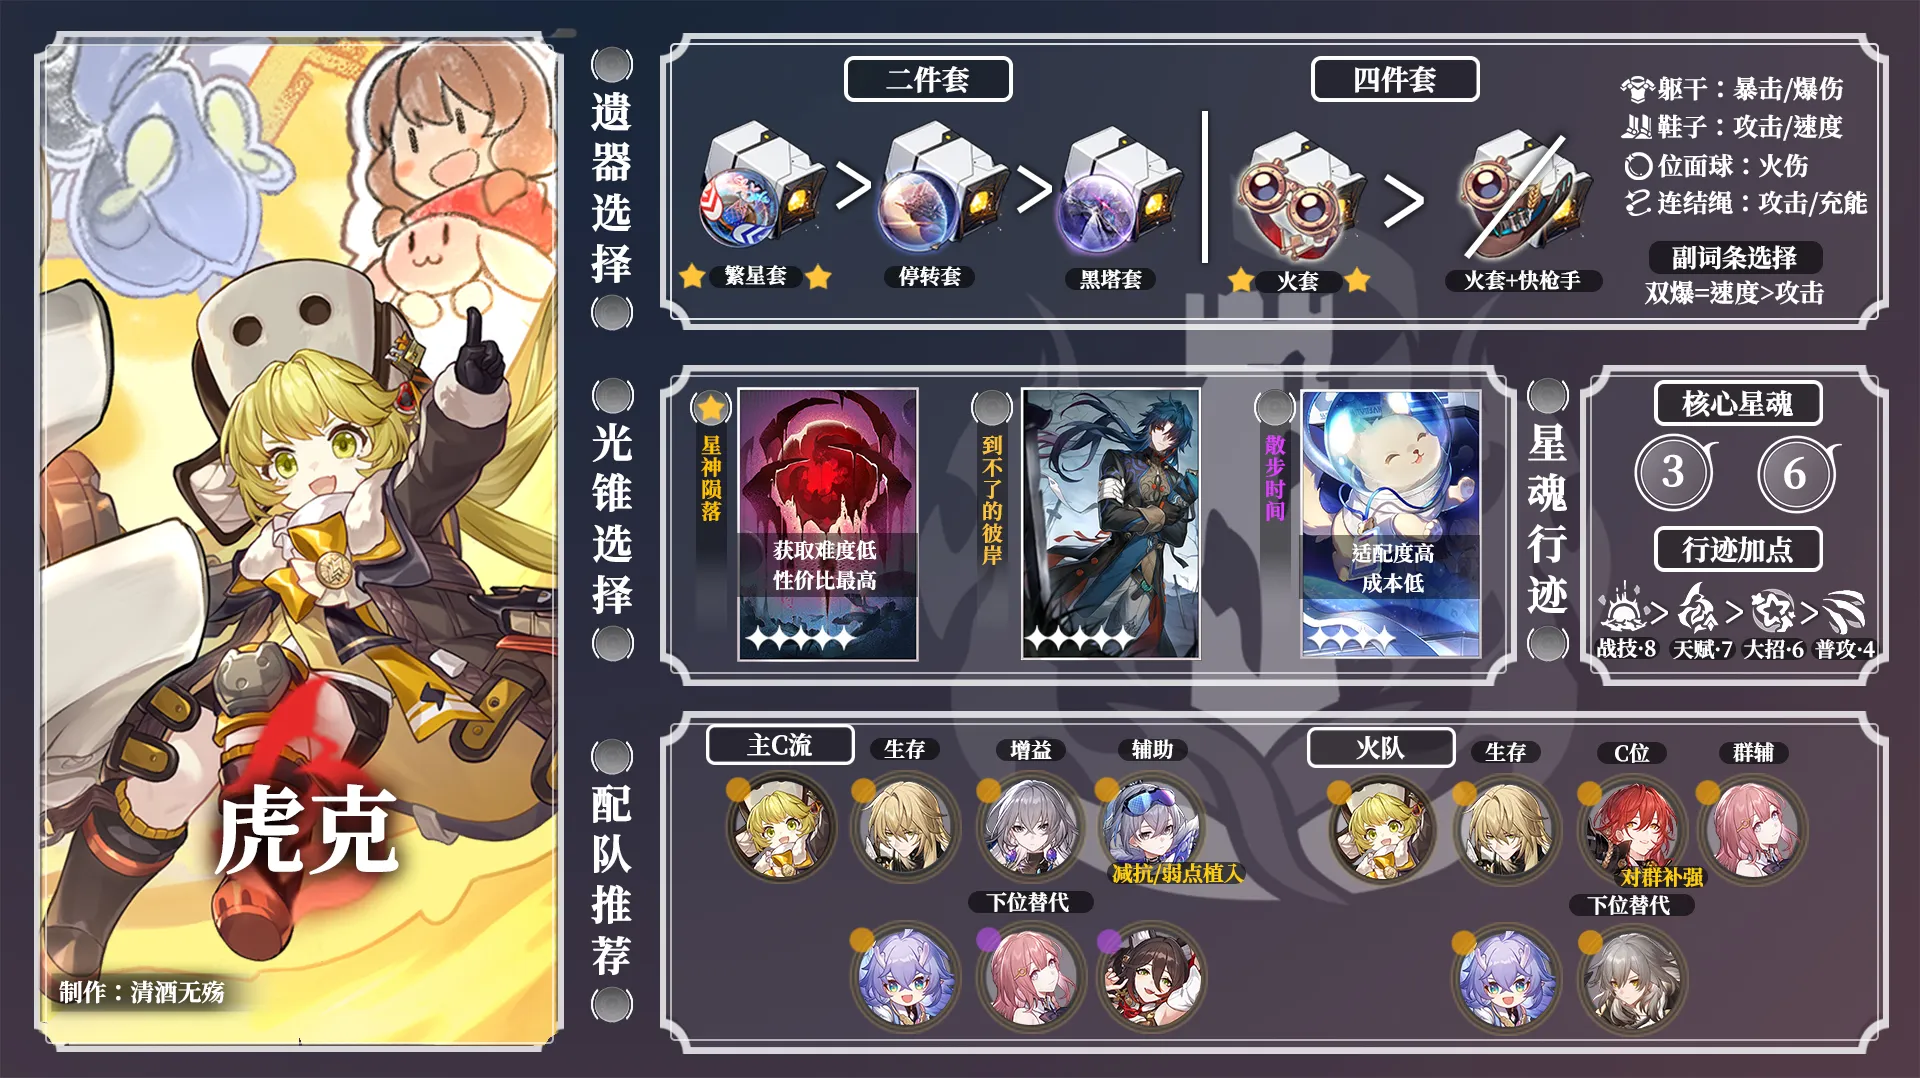 遗器选择
二件套
繁星套
>
停转套
>
黑塔套
四件套
火套
>
火套+快枪手
躯干：暴击/爆伤
鞋子：攻击/速度
位面球：火伤
连结绳：攻击/充能
副词条选择
双爆=速度>攻击
光锥选择
星神陨落
获取难度低
性价比最高
到不了的彼岸
散步时间
适配度高
成本低
星魂行迹
核心星魂
3
6
行迹加点
> > >
战技·8 天赋·7 大招·6 普攻·4
配队推荐
主C流
生存
增益
辅助
减抗/弱点植入
下位替代
火队
生存
C位
群辅
对群补强
下位替代
虎克
制作：清酒无殇